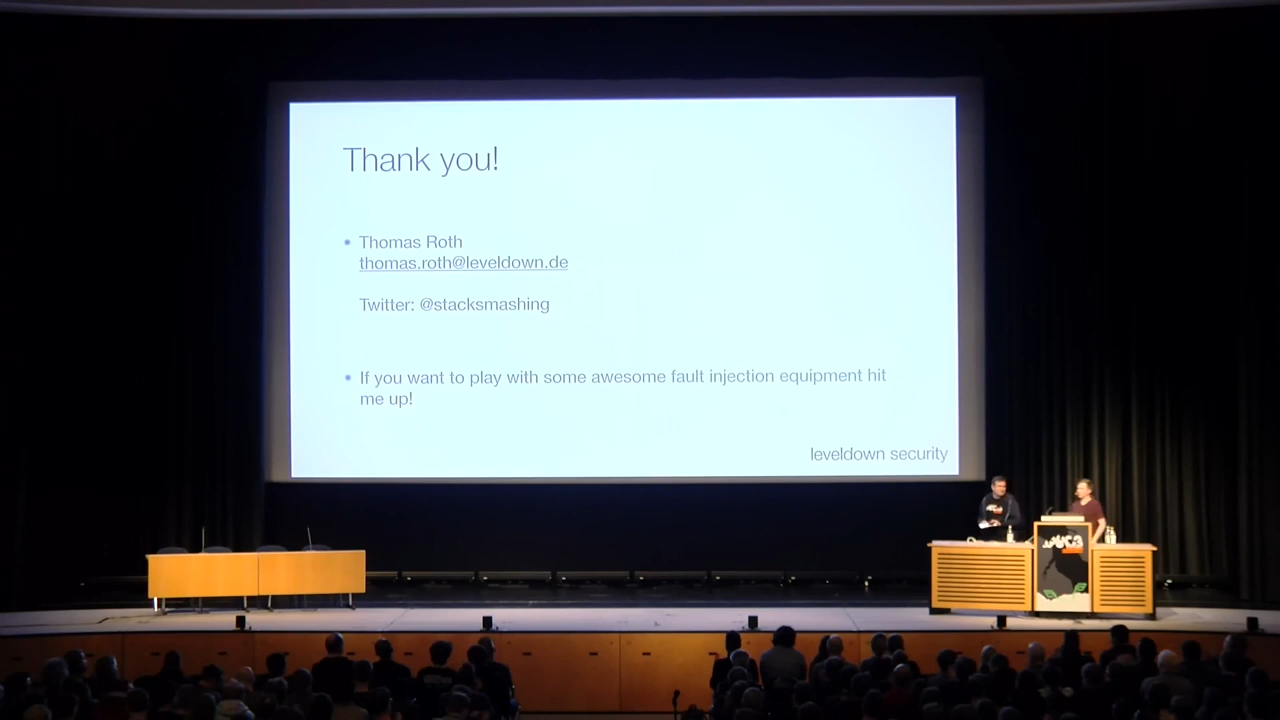 Thank you!
• Thomas Roth
thomas.roth@leveldown.de
Twitter: @stacksmashing
• If you want to play with some awesome fault injection equipment hit
me up!
leveldown security